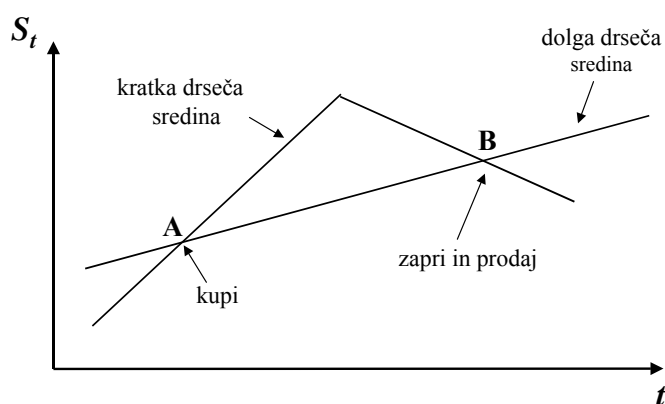 S_t
dolga drseča
sredina
kratka drseča
sredina
B
A
zapri in prodaj
kupi
t